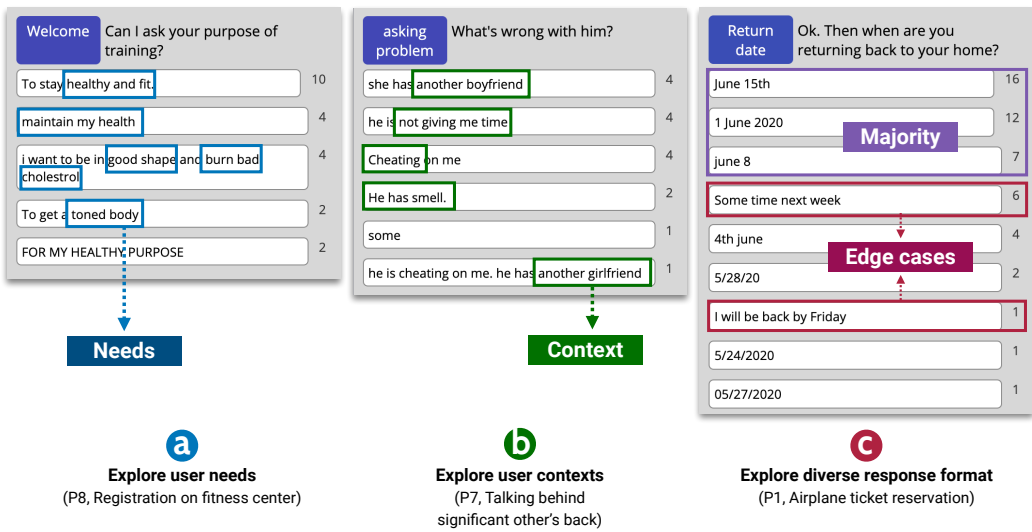 Welcome
Can I ask your purpose of
training?
To stay healthy and fit.
10
maintain my health
4
i want to be in good shape and burn bad
cholestrol
4
To get a toned body
2
FOR MY HEALTHY PURPOSE
2
Needs
a
Explore user needs
(P8, Registration on fitness center)
asking
problem
What's wrong with him?
she has another boyfriend
4
he is not giving me time
4
Cheating on me
4
He has smell.
2
some
1
he is cheating on me. he has another girlfriend
1
Context
b
Explore user contexts
(P7, Talking behind
significant other's back)
Return
date
Ok. Then when are you
returning back to your home?
June 15th
16
1 June 2020
12
Majority
june 8
7
Some time next week
6
4th june
4
Edge cases
5/28/20
2
I will be back by Friday
1
5/24/2020
1
05/27/2020
1
c
Explore diverse response format
(P1, Airplane ticket reservation)